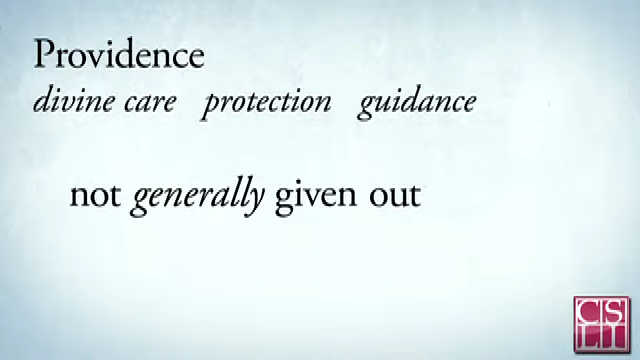 Providence
divine care protection guidance
not generally given out
CS
LI